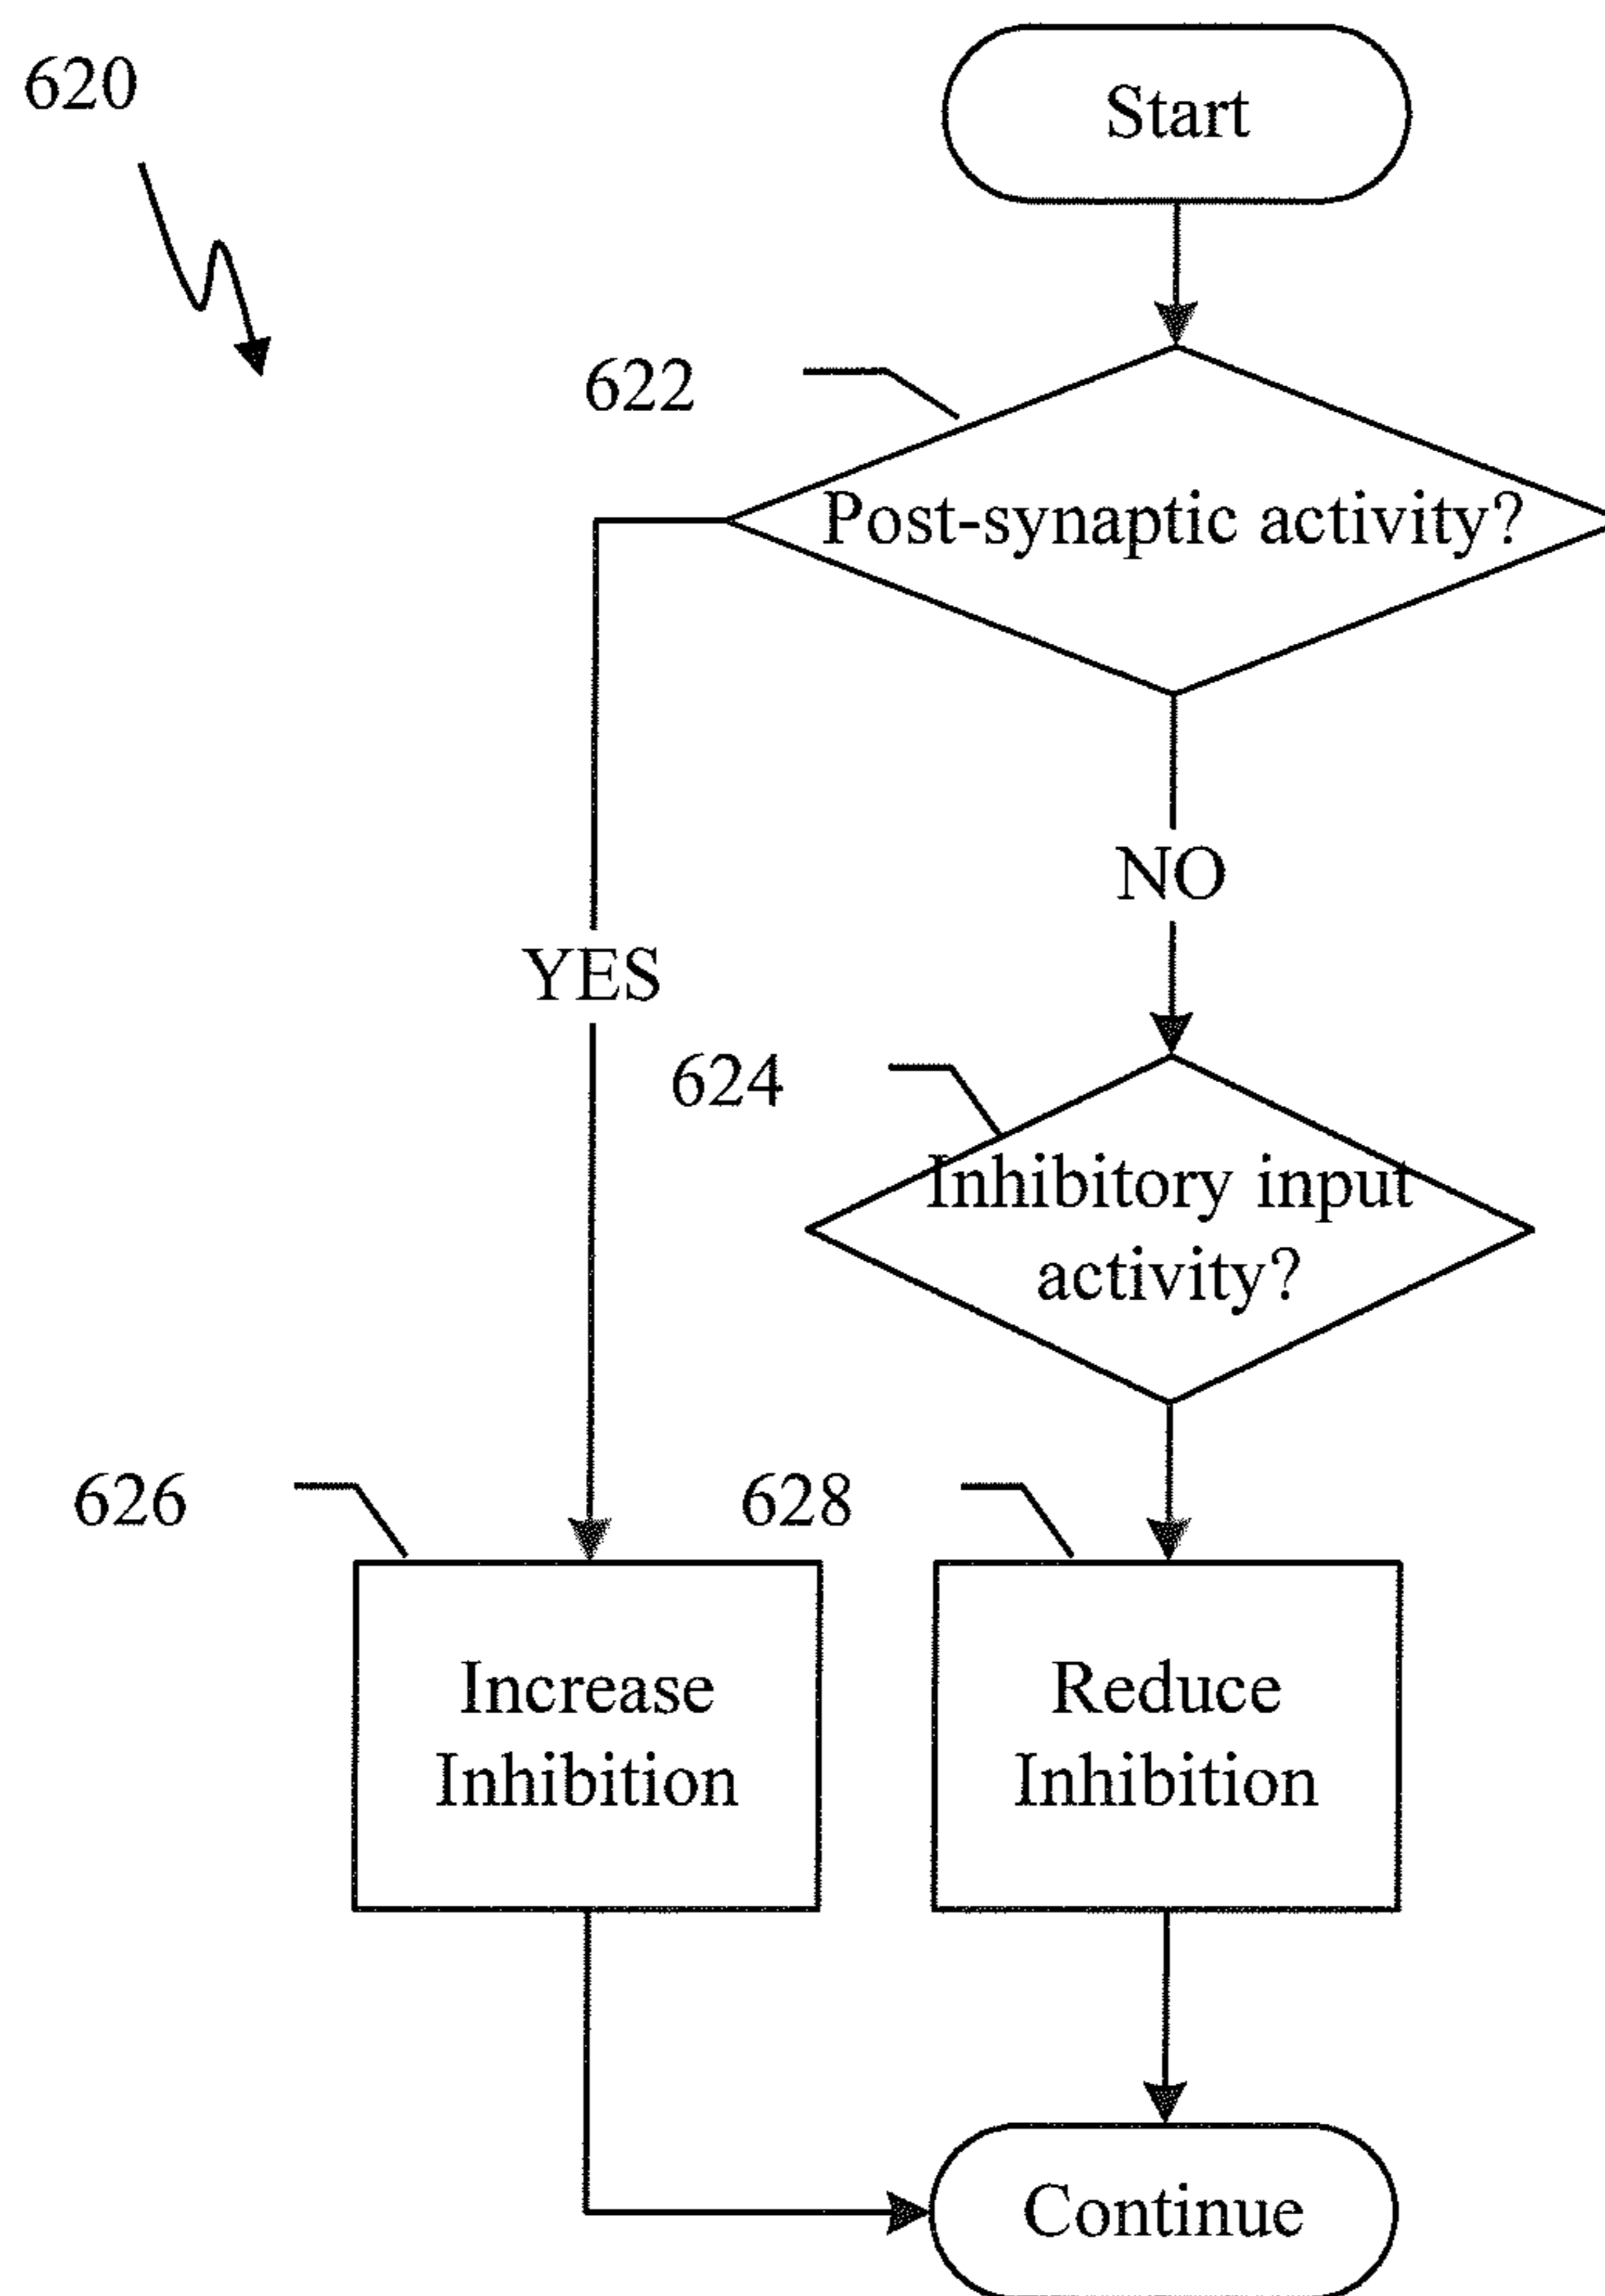 620
Start
622
Post-synaptic activity?
NO
YES
624
Inhibitory input
activity?
626
628
Increase
Inhibition
Reduce
Inhibition
Continue